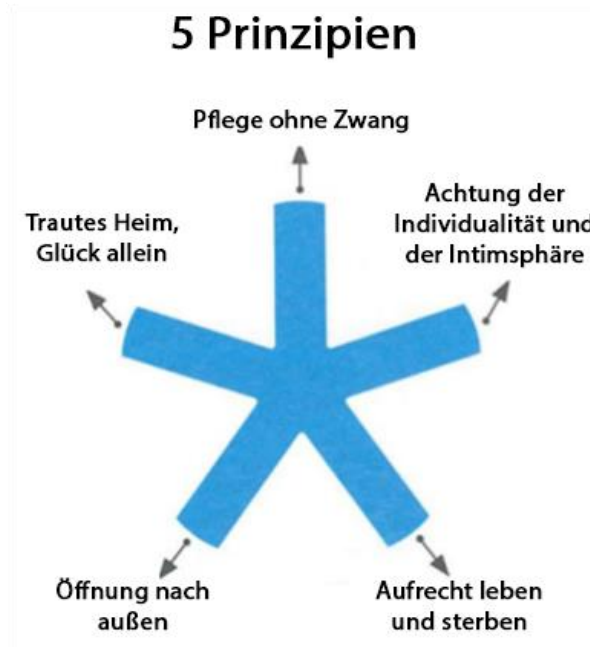 5 Prinzipien
Pflege ohne Zwang
Achtung der
Individualität und
der Intimsphäre
Trautes Heim,
Glück allein
Öffnung nach
außen
Aufrecht leben
und sterben